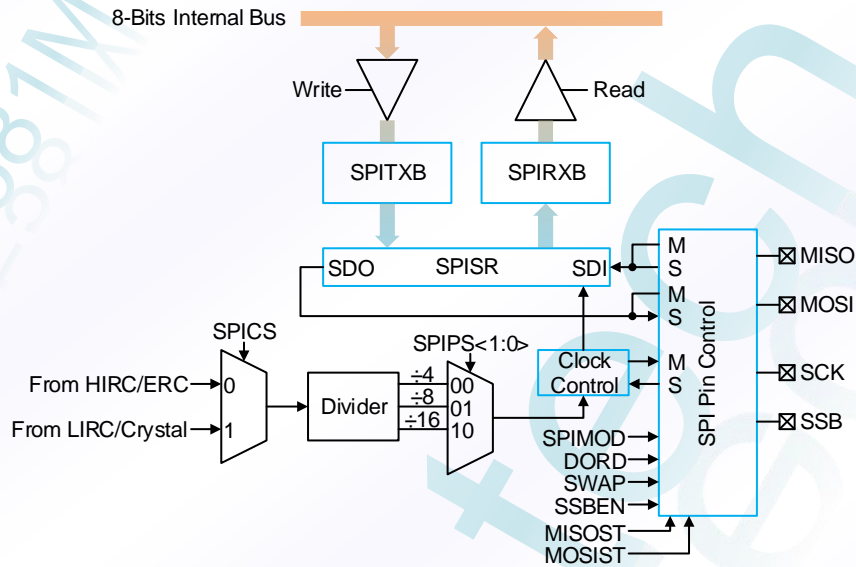 8-Bits Internal Bus
Write
Read
SPITXB
SPIRXB
SDO SPISR SDI
M
S
M
S
M
S
SPI Pin Control
MISO
MOSI
SCK
SSB
SPICS
SPIPS<1:0>
Clock
Control
From HIRC/ERC
0
From LIRC/Crystal
1
Divider
÷4
÷8
÷16
00
01
10
SPIMOD
DORD
SWAP
SSBEN
MISOST
MOSIST